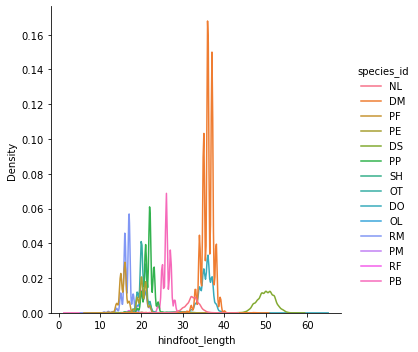 0.16
0.14
0.12
0.10
0.08
0.06
0.04
0.02
0.00
Density
0 10 20 30 40 50 60
hindfoot_length
species_id
NL
DM
PF
PE
DS
PP
SH
OT
DO
OL
RM
PM
RF
PB